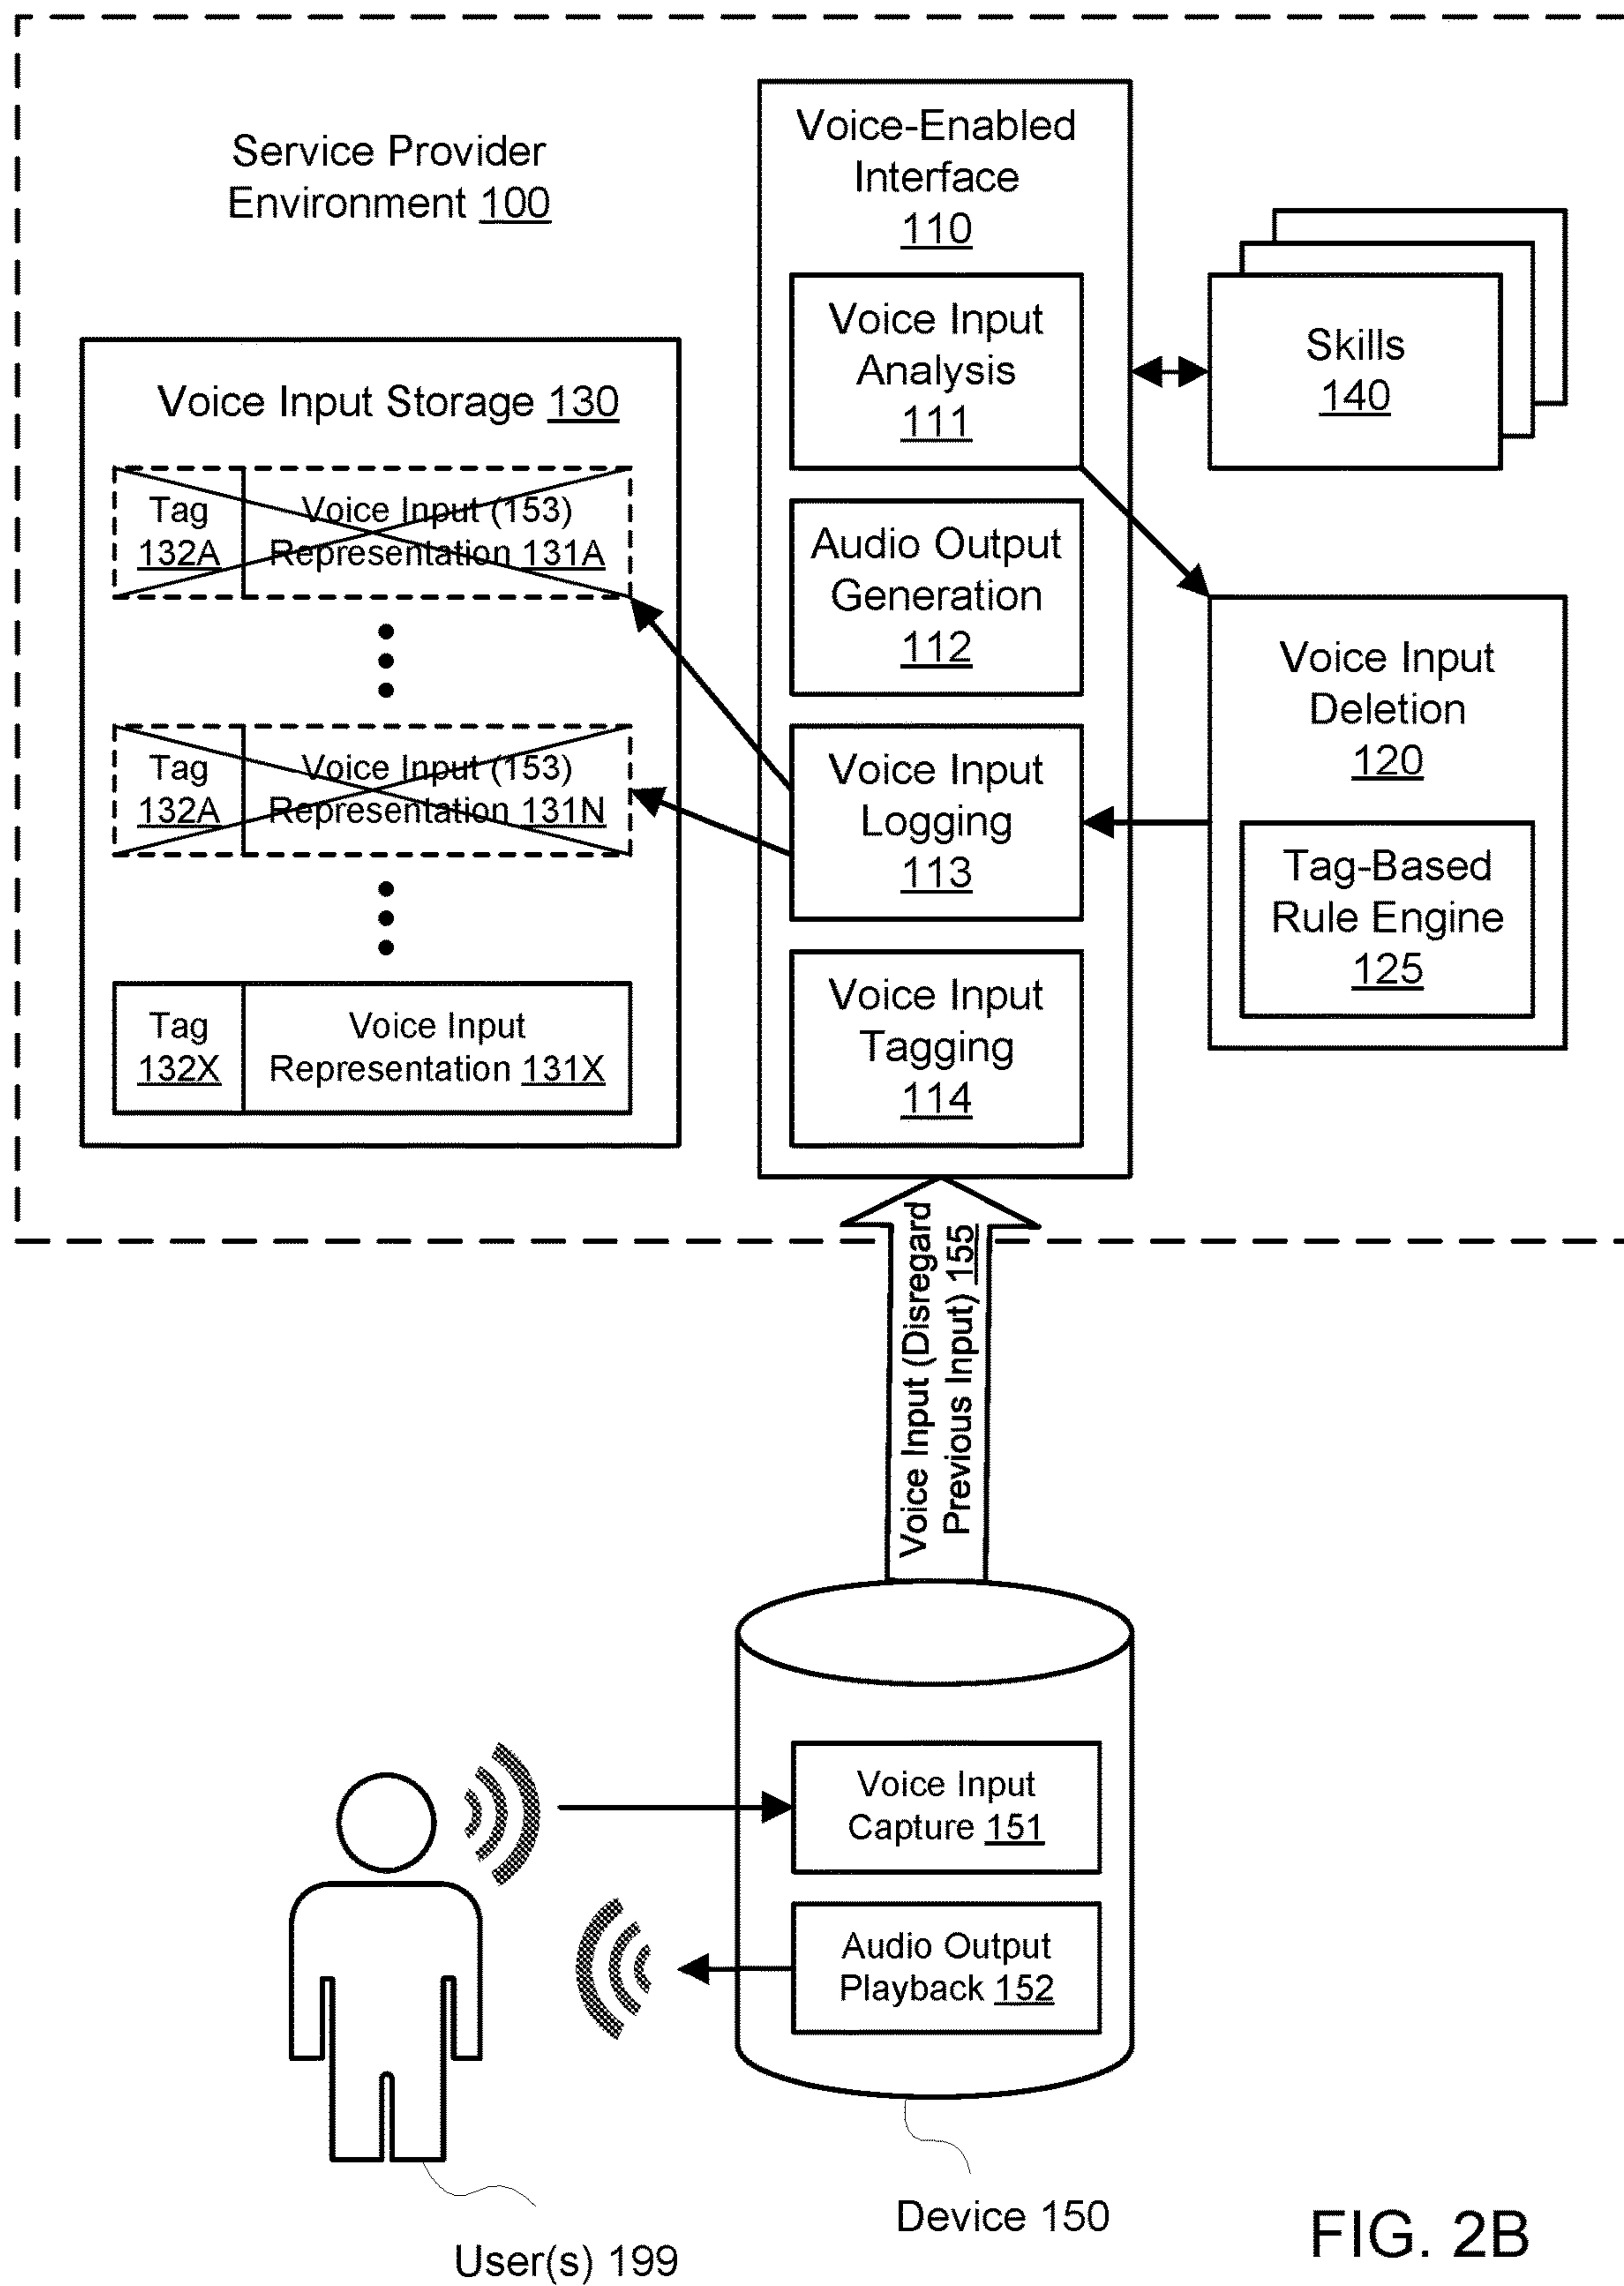 Service Provider
Environment 100
Voice Input Storage 130
Tag
132A
Voice Input (153)
Representation 131A
Tag
132A
Voice Input (153)
Representation 131N
Tag
132X
Voice Input
Representation 131X
Voice-Enabled
Interface
110
Voice Input
Analysis
111
Audio Output
Generation
112
Voice Input
Logging
113
Voice Input
Tagging
114
Skills
140
Voice Input
Deletion
120
Tag-Based
Rule Engine
125
Voice Input (Disregard
Previous Input) 155
Voice Input
Capture 151
Audio Output
Playback 152
Device 150
User(s) 199
FIG. 2B